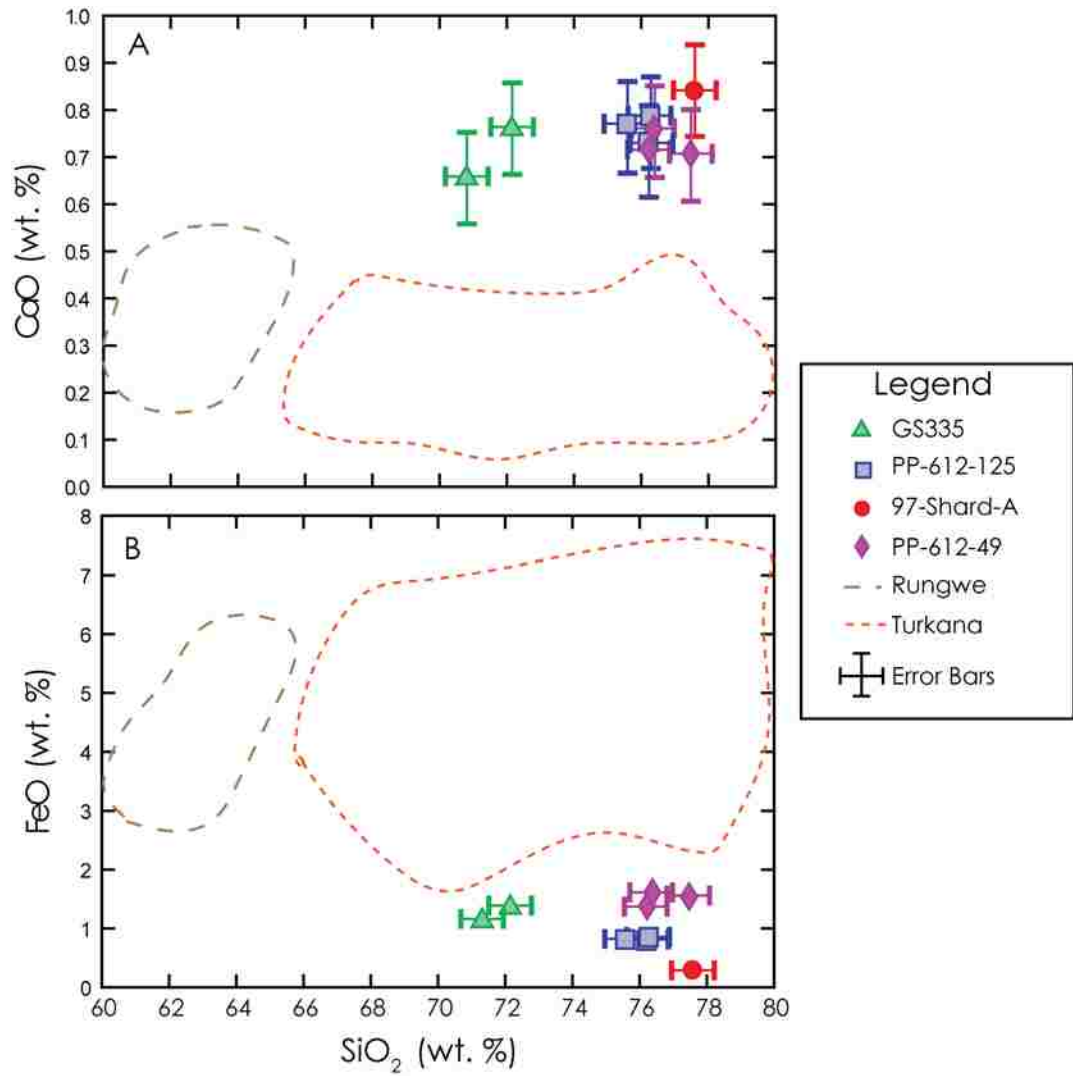 1.0
A
0.9
0.8
0.7
0.6
0.5
0.4
0.3
0.2
0.1
0.0
CaO (wt. %)
8
B
7
6
5
4
3
2
1
0
FeO (wt. %)
60 62 64 66 68 70 72 74 76 78 80
SiO₂ (wt. %)
Legend
GS335
PP-612-125
97-Shard-A
PP-612-49
Rungwe
Turkana
Error Bars